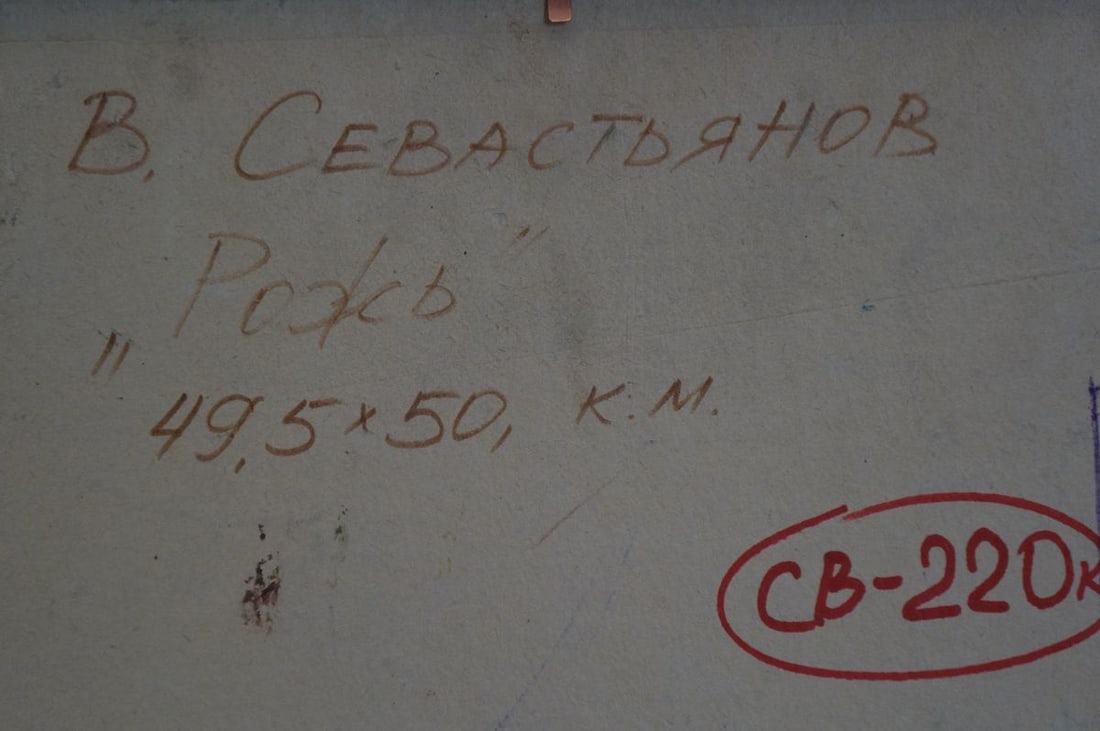 В. СЕВАСТЬЯНОВ
„Рожь"
49,5×50, к.м.
СВ-220к